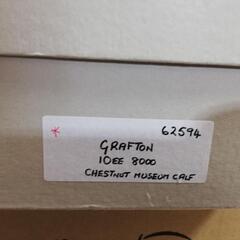 * 62594
GRAFTON
10EE 8000
CHESTNUT MUSEUM CALF